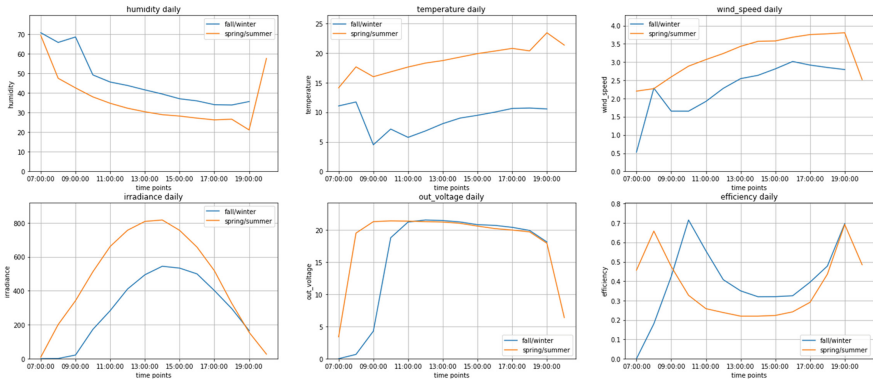 humidity daily
fall/winter
spring/summer
humidity
70
60
50
40
30
20
10
0
07:00:00 09:00:00 11:00:00 13:00:00 15:00:00 17:00:00 19:00:00
time points
temperature daily
fall/winter
spring/summer
temperature
25
20
15
10
5
0
07:00:00 09:00:00 11:00:00 13:00:00 15:00:00 17:00:00 19:00:00
time points
wind_speed daily
fall/winter
spring/summer
wind_speed
4.0
3.5
3.0
2.5
2.0
1.5
1.0
0.5
0.0
07:00:00 09:00:00 11:00:00 13:00:00 15:00:00 17:00:00 19:00:00
time points
irradiance daily
fall/winter
spring/summer
irradiance
800
600
400
200
0
07:00:00 09:00:00 11:00:00 13:00:00 15:00:00 17:00:00 19:00:00
time points
out_voltage daily
out_voltage
20
15
10
5
0
fall/winter
spring/summer
07:00:00 09:00:00 11:00:00 13:00:00 15:00:00 17:00:00 19:00:00
time points
efficiency daily
efficiency
0.8
0.7
0.6
0.5
0.4
0.3
0.2
0.1
0.0
fall/winter
spring/summer
07:00:00 09:00:00 11:00:00 13:00:00 15:00:00 17:00:00 19:00:00
time points